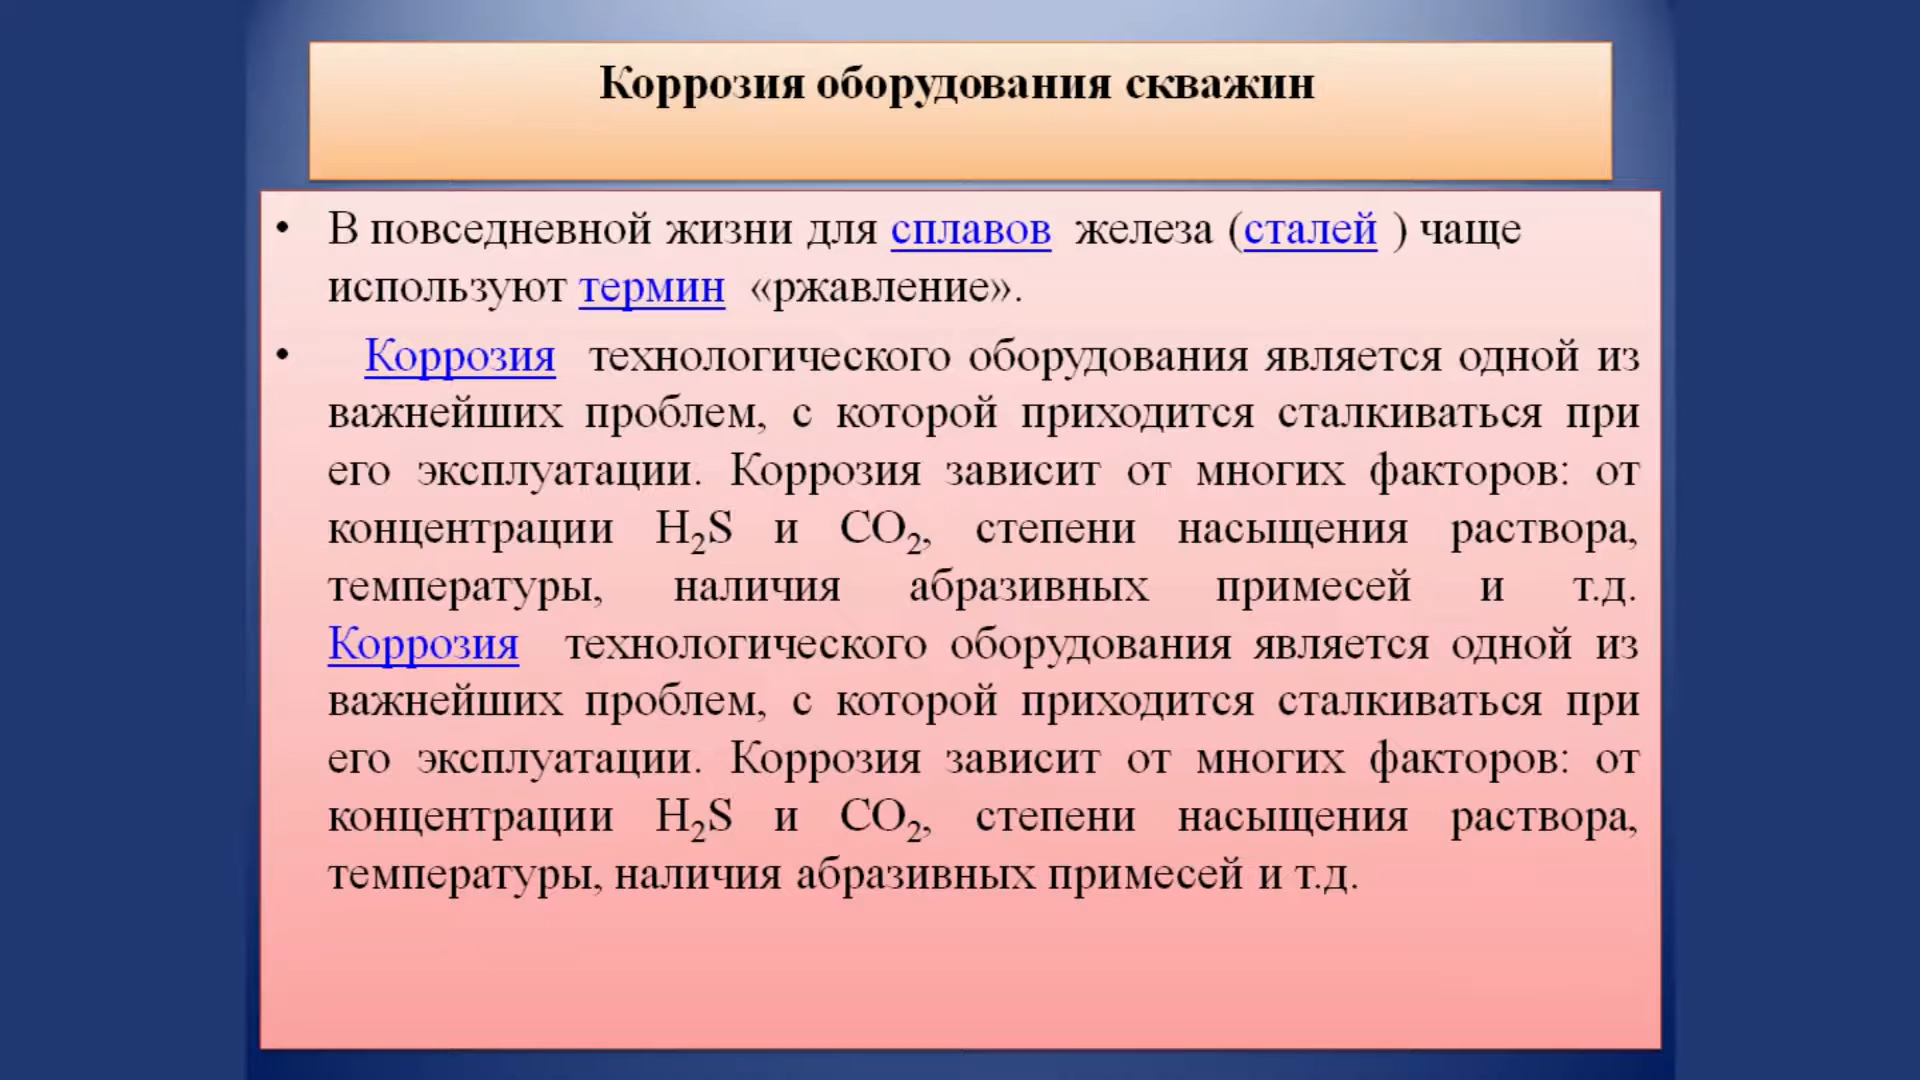 Коррозия оборудования скважин
• В повседневной жизни для сплавов железа (сталей ) чаще
используют термин «ржавление».
• Коррозия технологического оборудования является одной из
важнейших проблем, с которой приходится сталкиваться при
его эксплуатации. Коррозия зависит от многих факторов: от
концентрации H₂S и CO₂, степени насыщения раствора,
температуры, наличия абразивных примесей и т.д.
Коррозия технологического оборудования является одной из
важнейших проблем, с которой приходится сталкиваться при
его эксплуатации. Коррозия зависит от многих факторов: от
концентрации H₂S и CO₂, степени насыщения раствора,
температуры, наличия абразивных примесей и т.д.